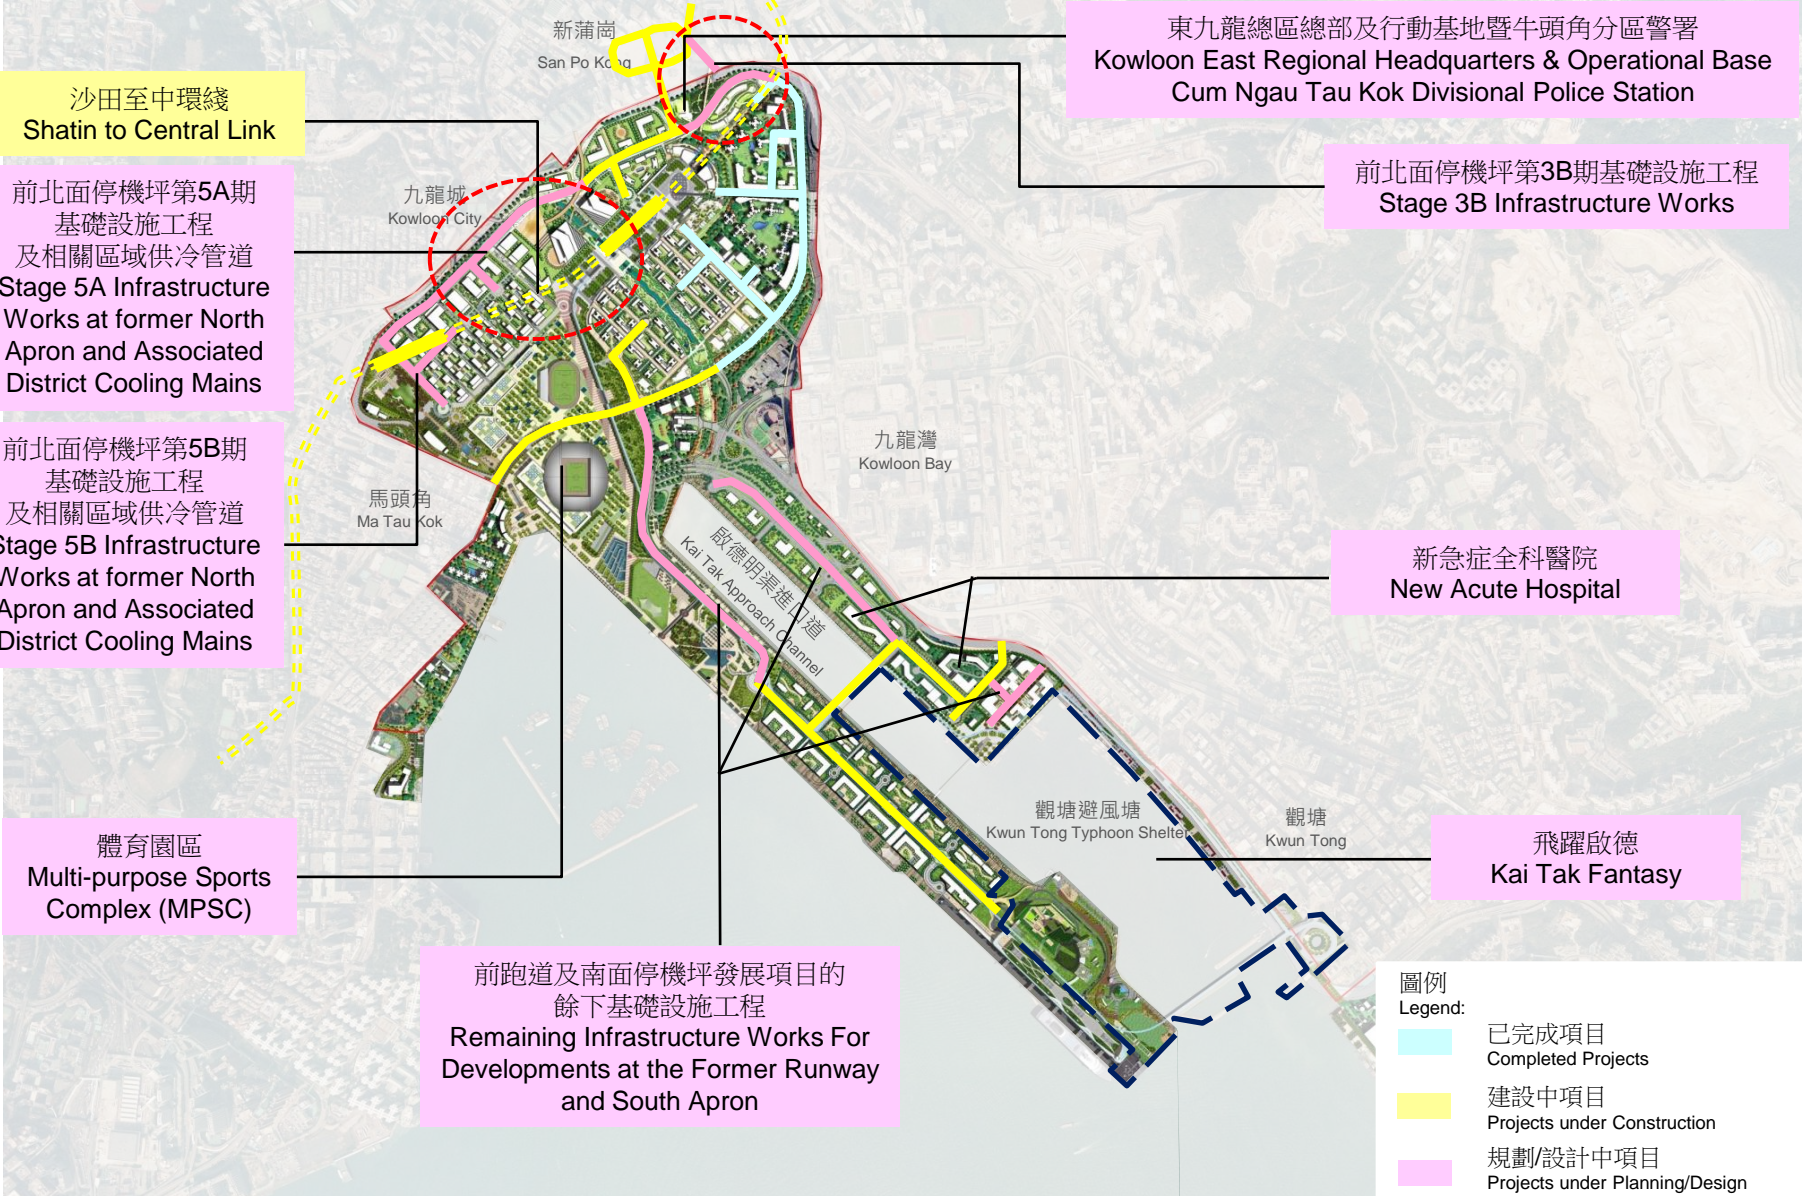 新蒲崗
San Po Kong
東九龍總區總部及行動基地暨牛頭角分區警署
Kowloon East Regional Headquarters & Operational Base
Cum Ngau Tau Kok Divisional Police Station
沙田至中環綫
Shatin to Central Link
前北面停機坪第3B期基礎設施工程
Stage 3B Infrastructure Works
前北面停機坪第5A期
基礎設施工程
及相關區域供冷管道
Stage 5A Infrastructure
Works at former North
Apron and Associated
District Cooling Mains
九龍城
Kowloon City
前北面停機坪第5B期
基礎設施工程
及相關區域供冷管道
Stage 5B Infrastructure
Works at former North
Apron and Associated
District Cooling Mains
九龍灣
Kowloon Bay
馬頭角
Ma Tau Kok
啟德明渠進口道
Kai Tak Approach Channel
新急症全科醫院
New Acute Hospital
觀塘避風塘
Kwun Tong Typhoon Shelter
觀塘
Kwun Tong
飛躍啟德
Kai Tak Fantasy
體育園區
Multi-purpose Sports
Complex (MPSC)
前跑道及南面停機坪發展項目的
餘下基礎設施工程
Remaining Infrastructure Works For
Developments at the Former Runway
and South Apron
圖例
Legend:
已完成項目
Completed Projects
建設中項目
Projects under Construction
規劃/設計中項目
Projects under Planning/Design